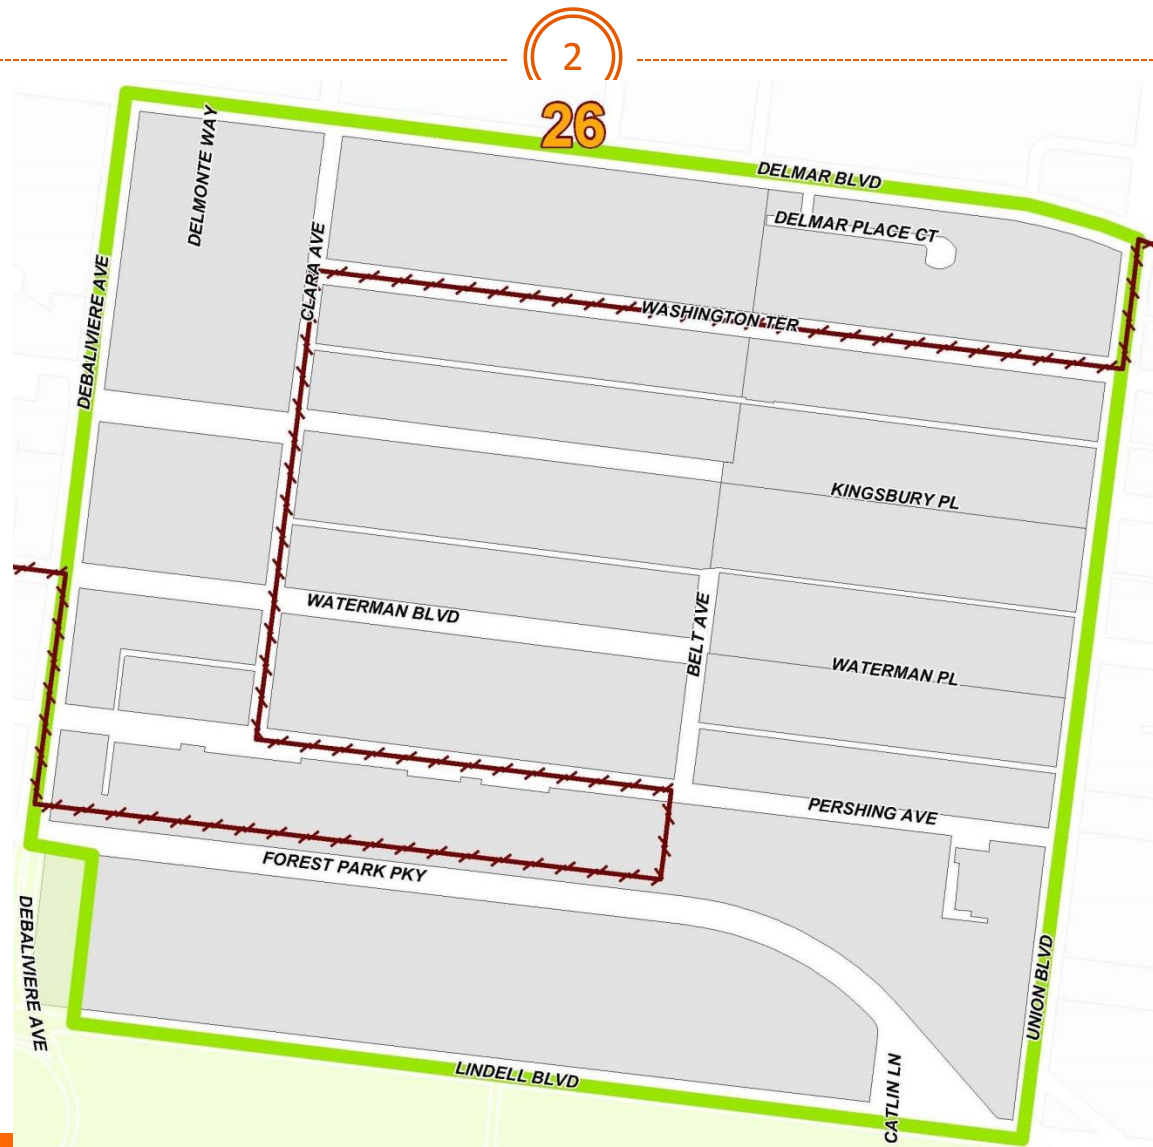 2
26
DELMAR BLVD
DELMONTE WAY
DELMAR PLACE CT
CLARA AVE
DEBALIVIERE AVE
WASHINGTON TER
KINGSBURY PL
WATERMAN BLVD
BELT AVE
WATERMAN PL
PERSHING AVE
FOREST PARK PKY
DEBALIVIERE AVE
UNION BLVD
LINDELL BLVD
CATLIN LN